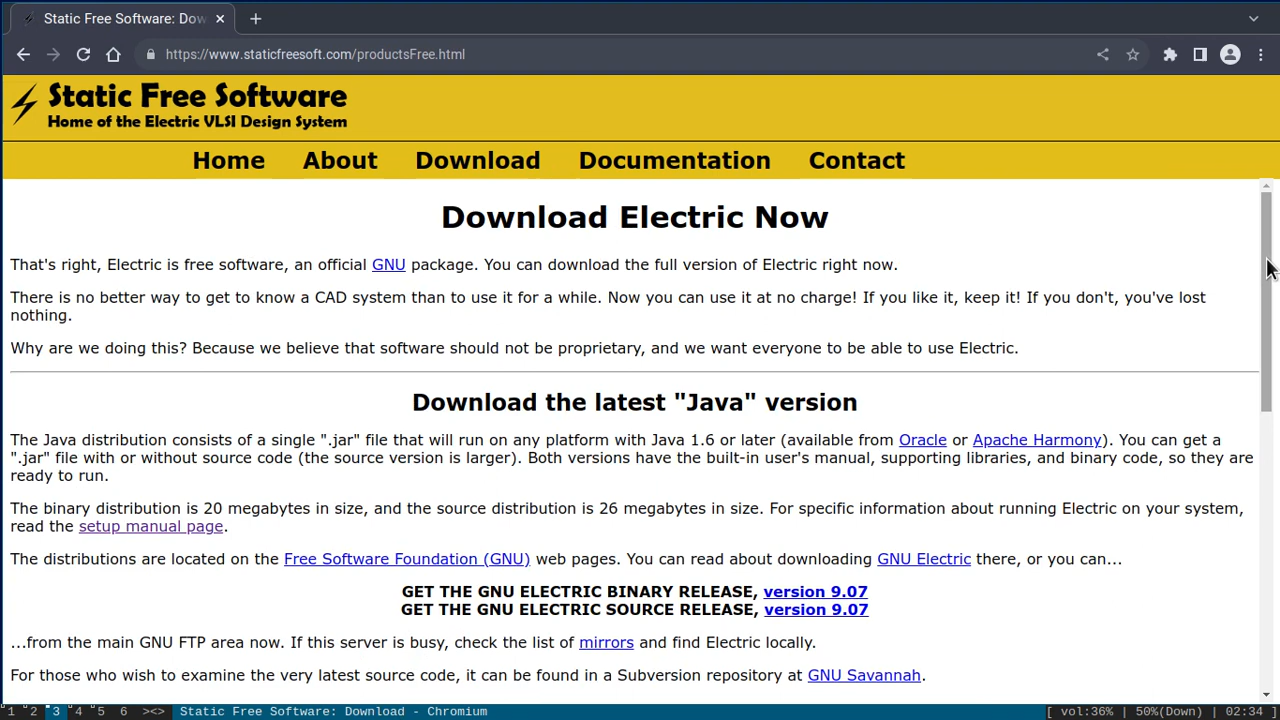 Static Free Software: Dow
https://www.staticfreesoft.com/productsFree.html
Static Free Software
Home of the Electric VLSI Design System
Home About Download Documentation Contact
Download Electric Now
That's right, Electric is free software, an official GNU package. You can download the full version of Electric right now.
There is no better way to get to know a CAD system than to use it for a while. Now you can use it at no charge! If you like it, keep it! If you don't, you've lost
nothing.
Why are we doing this? Because we believe that software should not be proprietary, and we want everyone to be able to use Electric.
Download the latest "Java" version
The Java distribution consists of a single ".jar" file that will run on any platform with Java 1.6 or later (available from Oracle or Apache Harmony). You can get a
".jar" file with or without source code (the source version is larger). Both versions have the built-in user's manual, supporting libraries, and binary code, so they are
ready to run.
The binary distribution is 20 megabytes in size, and the source distribution is 26 megabytes in size. For specific information about running Electric on your system,
read the setup manual page.
The distributions are located on the Free Software Foundation (GNU) web pages. You can read about downloading GNU Electric there, or you can...
GET THE GNU ELECTRIC BINARY RELEASE, version 9.07
GET THE GNU ELECTRIC SOURCE RELEASE, version 9.07
...from the main GNU FTP area now. If this server is busy, check the list of mirrors and find Electric locally.
For those who wish to examine the very latest source code, it can be found in a Subversion repository at GNU Savannah.
1 2 3 4 5 6 ><> Static Free Software: Download - Chromium [ vol:36% | 50%(Down) | 02:34 ]